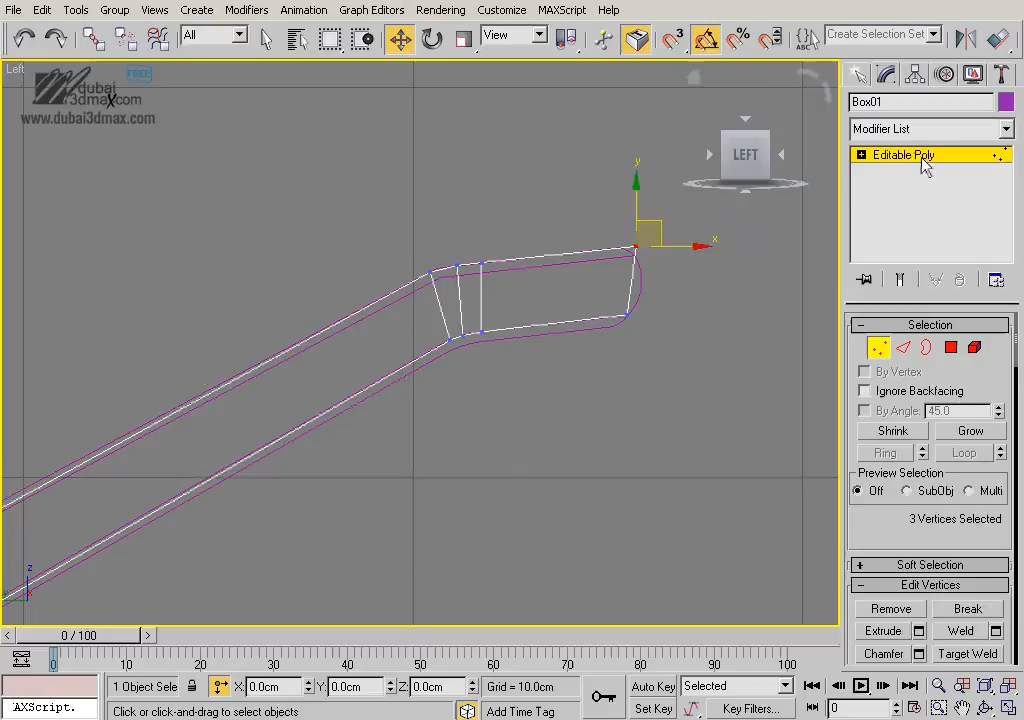 File Edit Tools Group Views Create Modifiers Animation Graph Editors Rendering Customize MAXScript Help
All View 3 ABC Create Selection Set
Left
FREE
dubai
3dmax.com
www.dubai3dmax.com
LEFT
y
x
z
Box01
Modifier List
Editable Poly
Selection
By Vertex
Ignore Backfacing
By Angle: 45.0
Shrink Grow
Ring Loop
Preview Selection
Off SubObj Multi
3 Vertices Selected
Soft Selection
Edit Vertices
Remove Break
Extrude Weld
Chamfer Target Weld
< 0 / 100 >
0 10 20 30 40 50 60 70 80 90 100
1 Object Sele X: 0.0cm Y: 0.0cm Z: 0.0cm Grid = 10.0cm Auto Key Selected
AXScript. Click or click-and-drag to select objects Add Time Tag Set Key Key Filters... 0